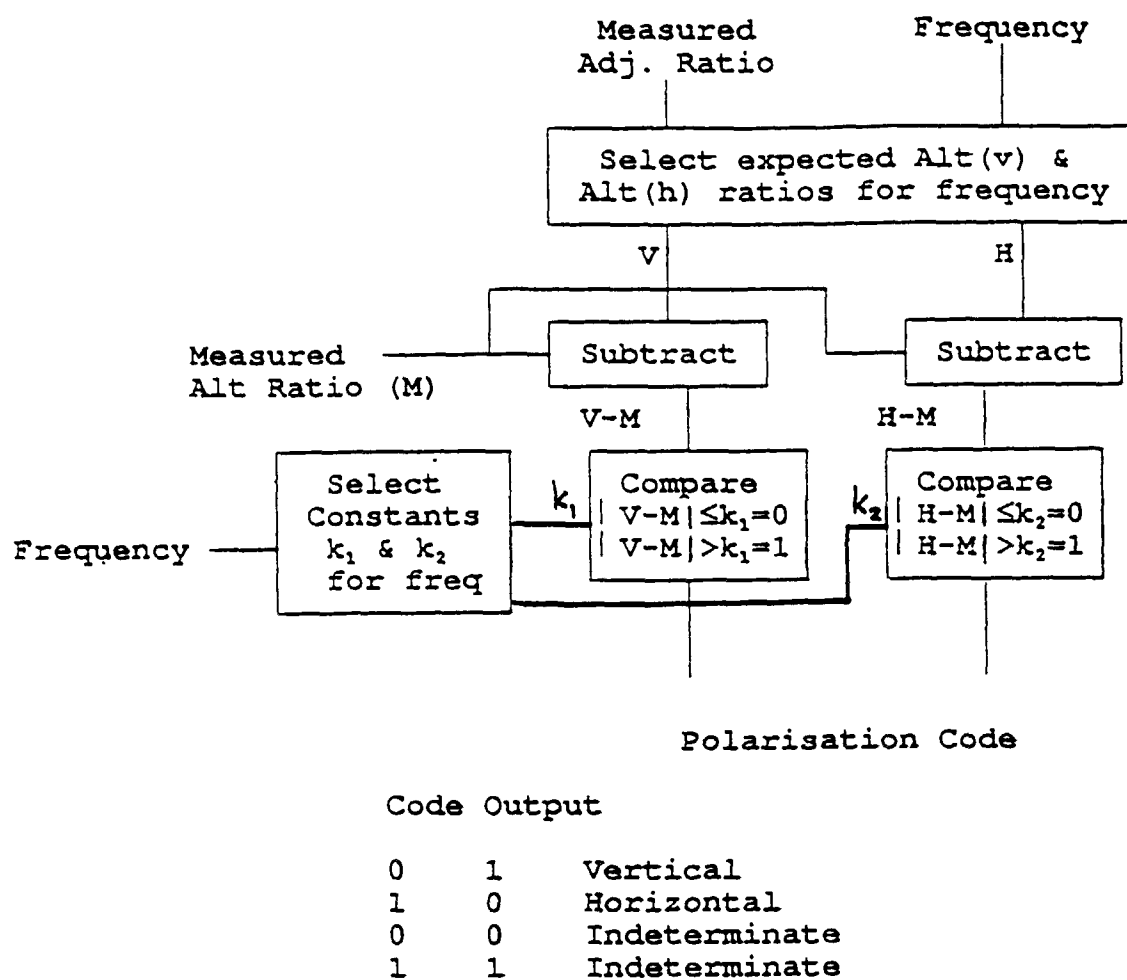 Measured
Adj. Ratio
Frequency
Select expected Alt(v) &
Alt(h) ratios for frequency
V
H
Measured
Alt Ratio (M)
Subtract
Subtract
V-M
H-M
Select
Constants
k₁ & k₂
for freq
Frequency
k₁
Compare
| V-M|≤k₁=0
| V-M|>k₁=1
k₂
Compare
| H-M|≤k₂=0
| H-M|>k₂=1
Polarisation Code
Code Output
0 1 Vertical
1 0 Horizontal
0 0 Indeterminate
1 1 Indeterminate